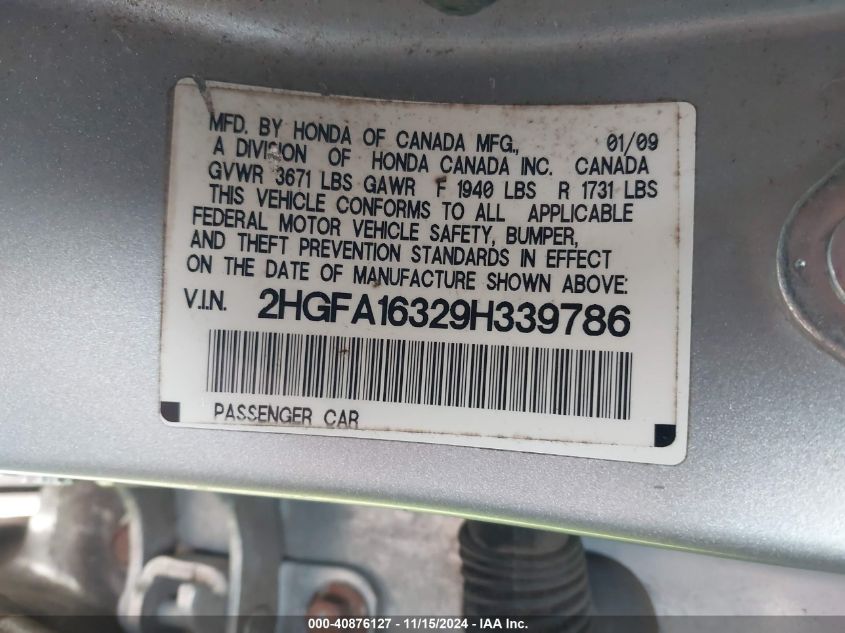 MFD. BY HONDA OF CANADA MFG., 01/09
A DIVISION OF HONDA CANADA INC. CANADA
GVWR 3671 LBS GAWR F 1940 LBS R 1731 LBS
THIS VEHICLE CONFORMS TO ALL APPLICABLE
FEDERAL MOTOR VEHICLE SAFETY, BUMPER,
AND THEFT PREVENTION STANDARDS IN EFFECT
ON THE DATE OF MANUFACTURE SHOWN ABOVE:
V.I.N. 2HGFA16329H339786
PASSENGER CAR
000-40876127 - 11/15/2024 - IAA Inc.